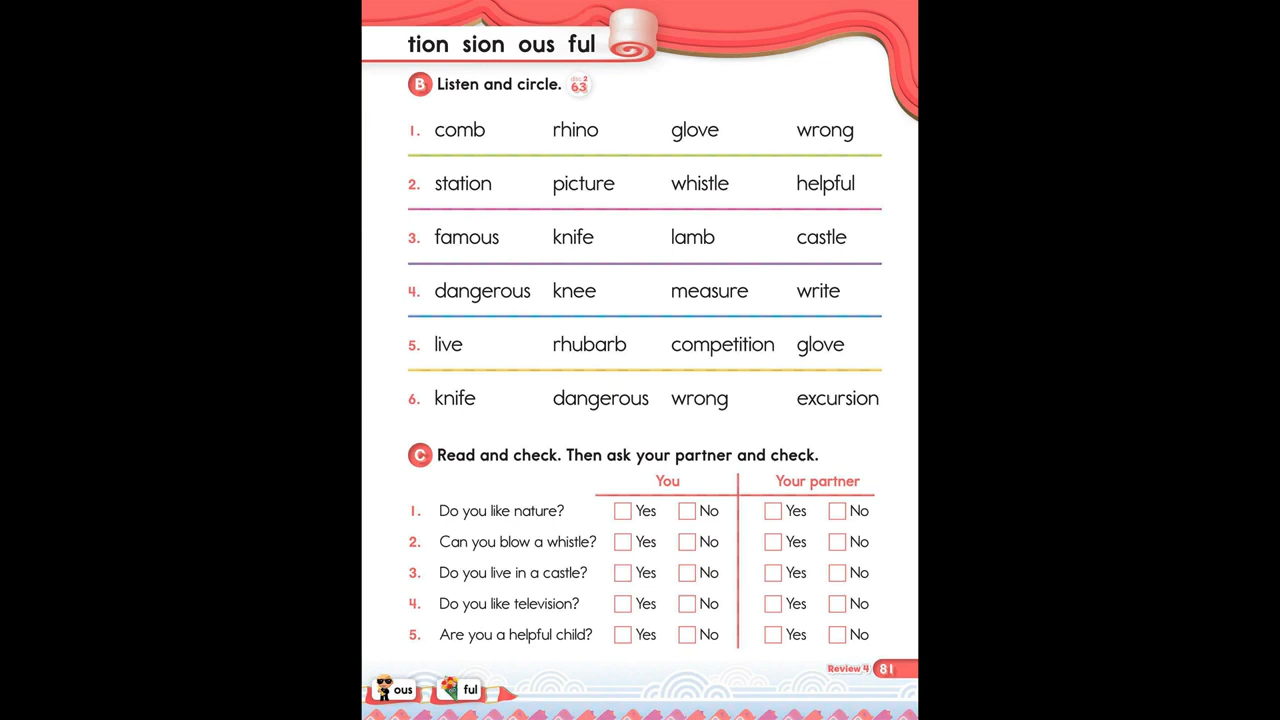 tion sion ous ful
B Listen and circle. disc 2 63
1. comb rhino glove wrong
2. station picture whistle helpful
3. famous knife lamb castle
4. dangerous knee measure write
5. live rhubarb competition glove
6. knife dangerous wrong excursion
C Read and check. Then ask your partner and check.
You Your partner
1. Do you like nature? Yes No Yes No
2. Can you blow a whistle? Yes No Yes No
3. Do you live in a castle? Yes No Yes No
4. Do you like television? Yes No Yes No
5. Are you a helpful child? Yes No Yes No
Review 4 81
ous ful